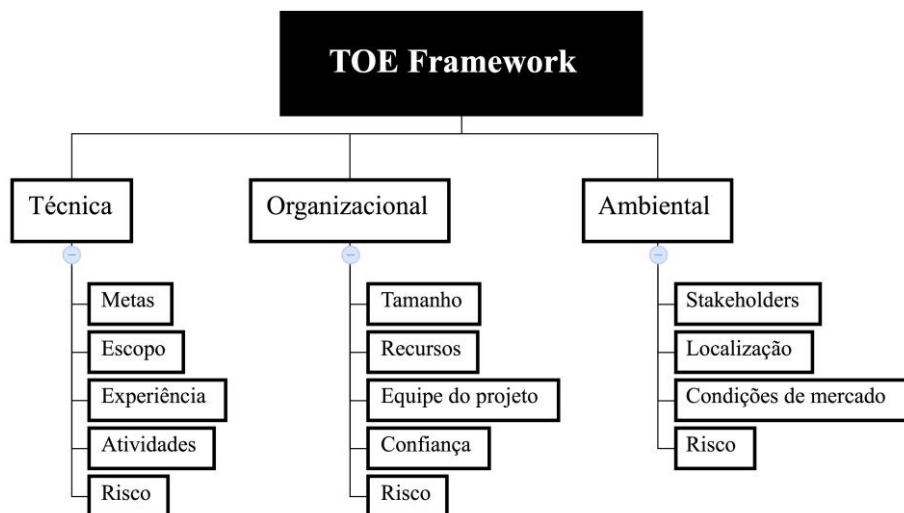 TOE Framework
Técnica
Metas
Escopo
Experiência
Atividades
Risco
Organizacional
Tamanho
Recursos
Equipe do projeto
Confiança
Risco
Ambiental
Stakeholders
Localização
Condições de mercado
Risco